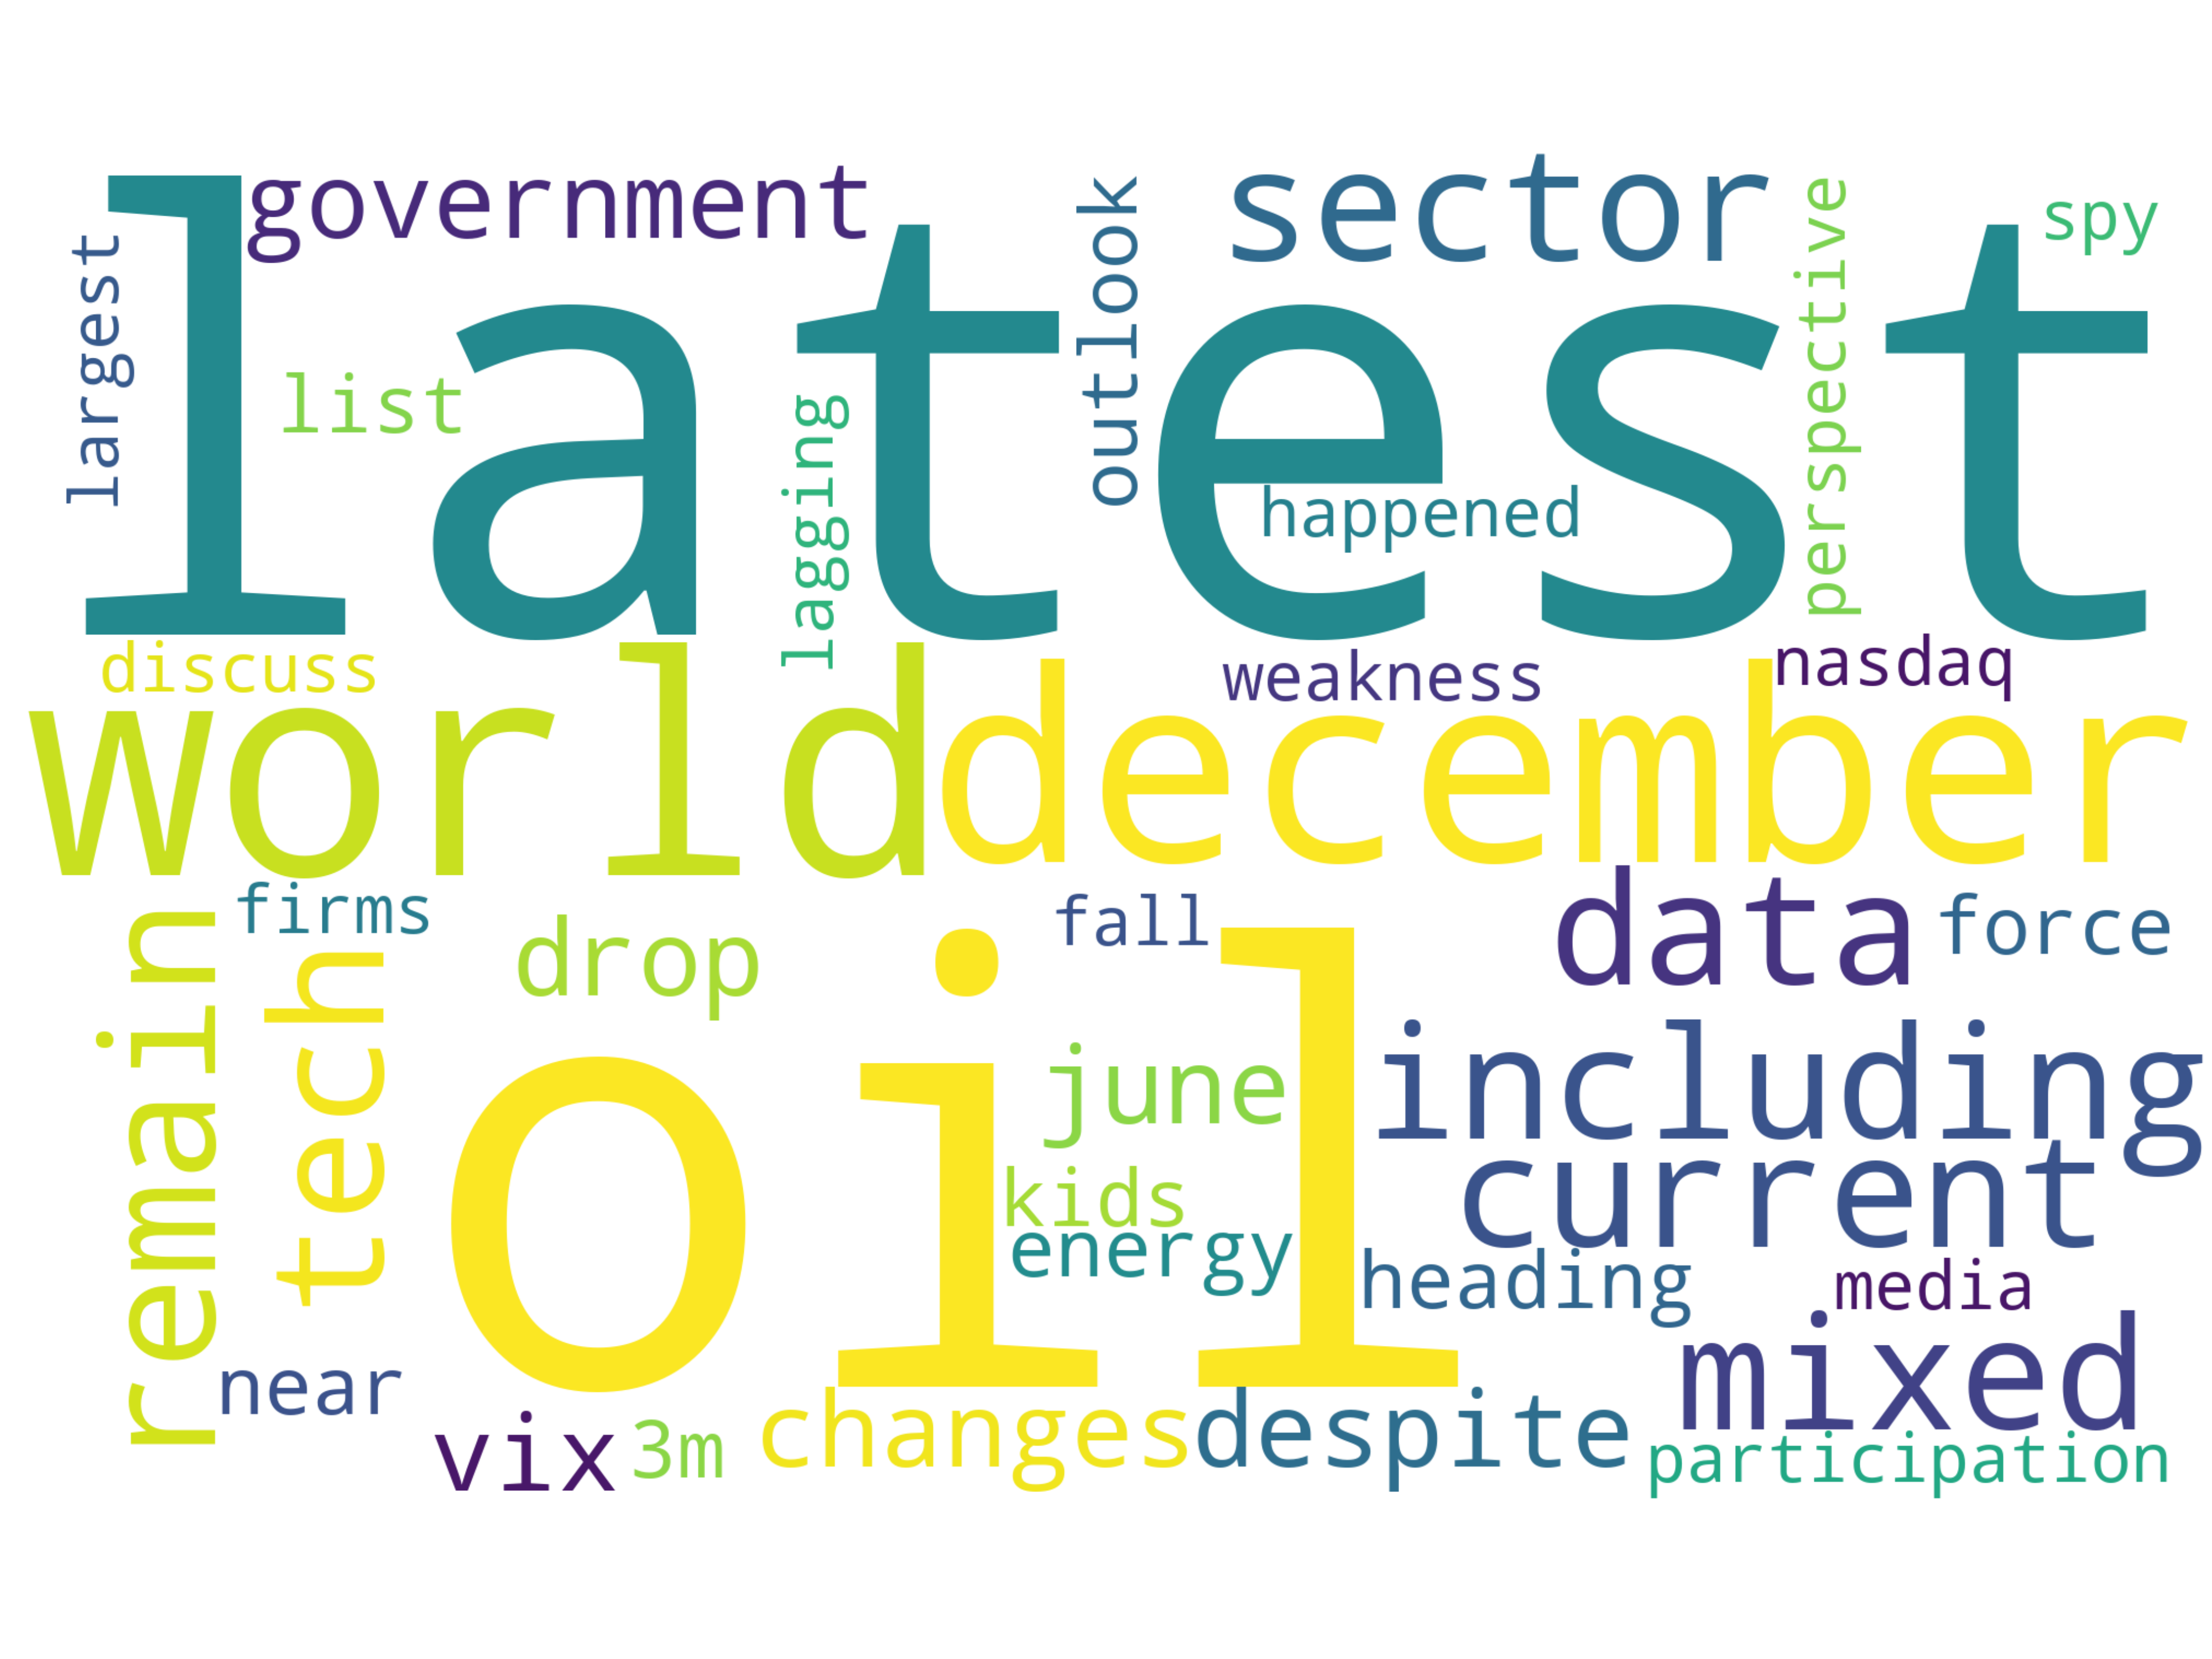 government
sector
spy
largest
outlook
perspective
latest
list
lagging
happened
discuss
weakness
nasdaq
world
december
firms
fall
data
force
remain
tech
drop
oil
including
june
current
kids
energy
heading
media
mixed
near
vix
3m
changes
despite
participation